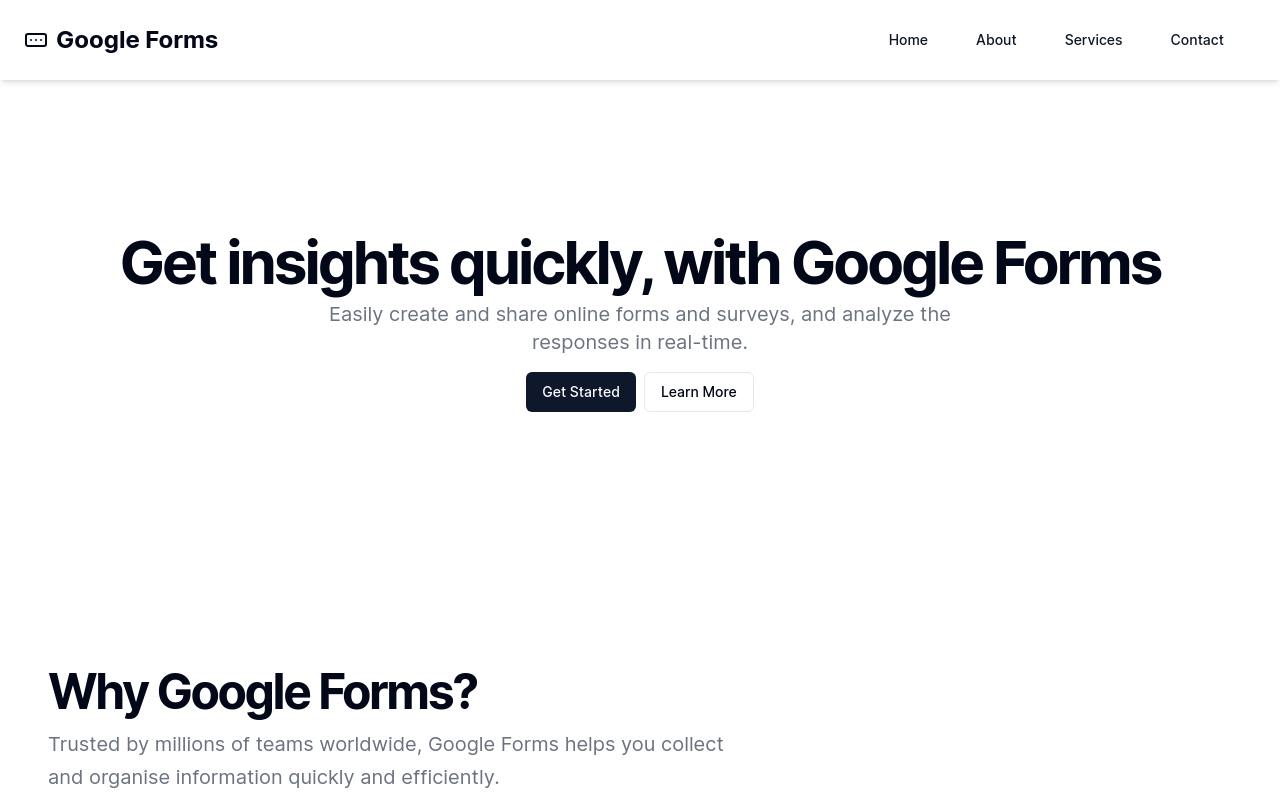 Google Forms
Home
About
Services
Contact
Get insights quickly, with Google Forms
Easily create and share online forms and surveys, and analyze the
responses in real-time.
Get Started
Learn More
Why Google Forms?
Trusted by millions of teams worldwide, Google Forms helps you collect
and organise information quickly and efficiently.